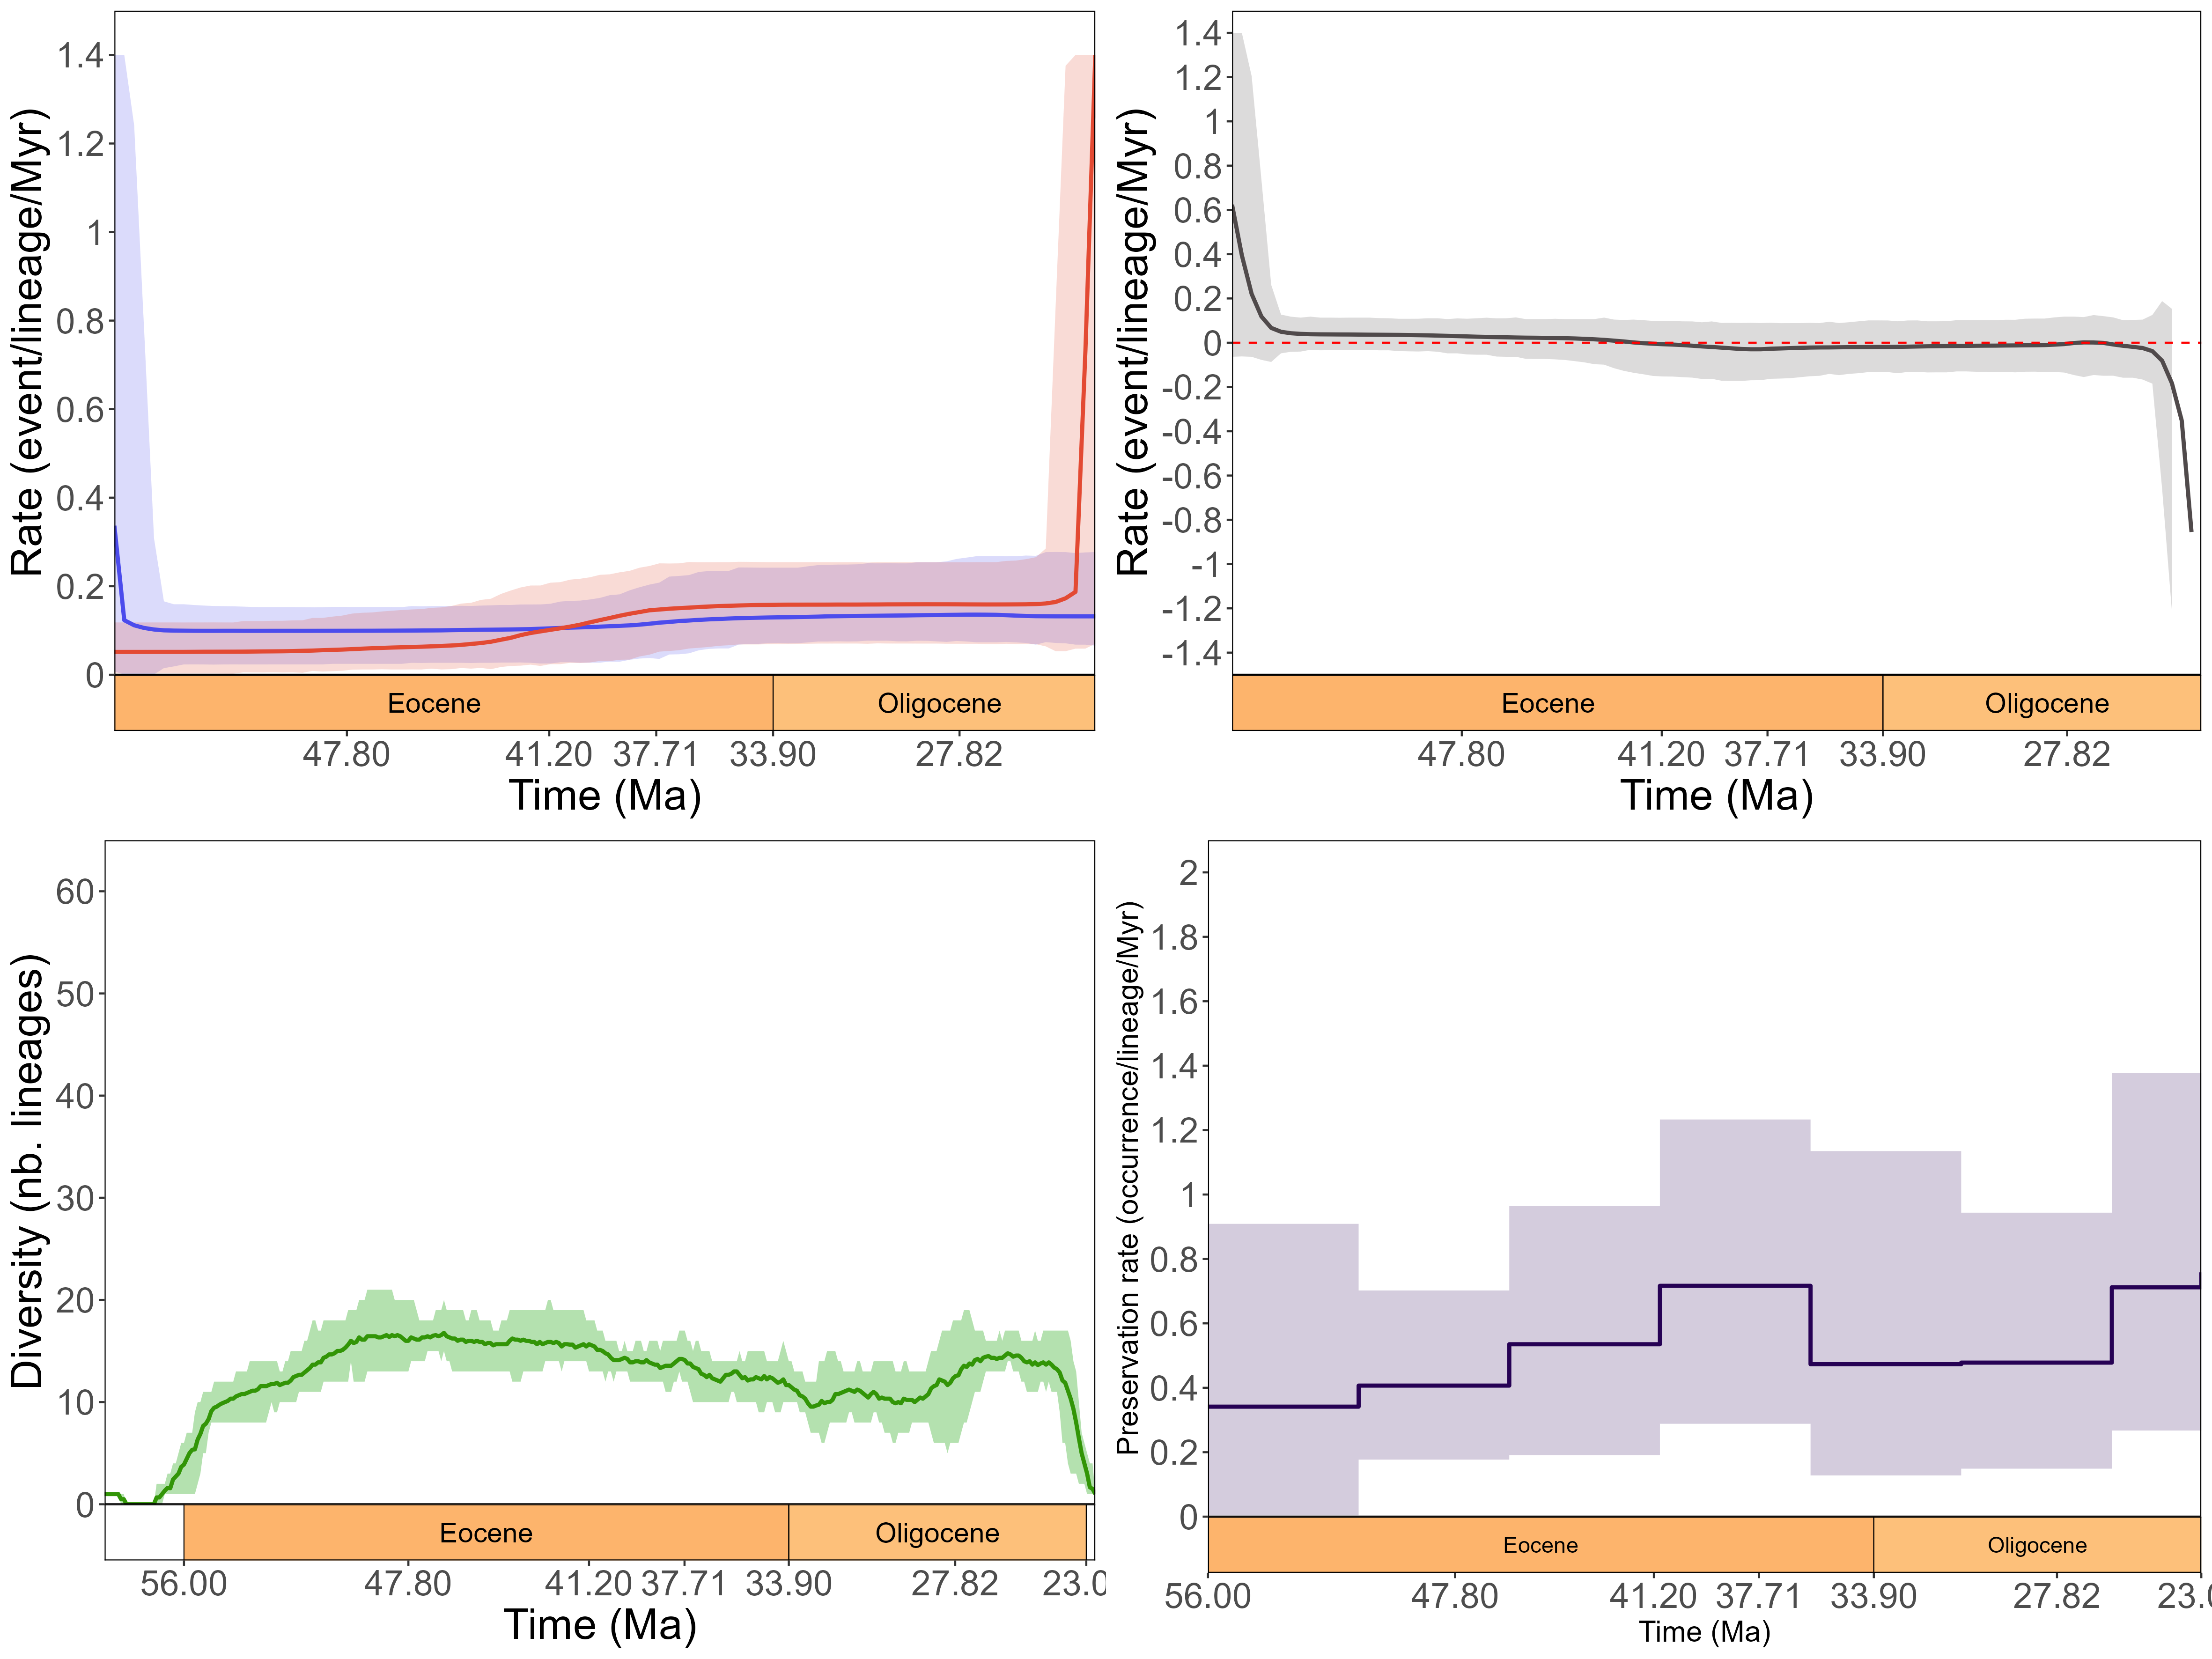 Rate (event/lineage/Myr)
1.4
1.2
1
0.8
0.6
0.4
0.2
0
Eocene Oligocene
47.80 41.20 37.71 33.90 27.82
Time (Ma)
Rate (event/lineage/Myr)
1.4
1.2
1
0.8
0.6
0.4
0.2
0
-0.2
-0.4
-0.6
-0.8
-1
-1.2
-1.4
Eocene Oligocene
47.80 41.20 37.71 33.90 27.82
Time (Ma)
Diversity (nb. lineages)
60
50
40
30
20
10
0
Eocene Oligocene
56.00 47.80 41.20 37.71 33.90 27.82 23.0
Time (Ma)
Preservation rate (occurrence/lineage/Myr)
2
1.8
1.6
1.4
1.2
1
0.8
0.6
0.4
0.2
0
Eocene Oligocene
56.00 47.80 41.20 37.71 33.90 27.82 23.0
Time (Ma)